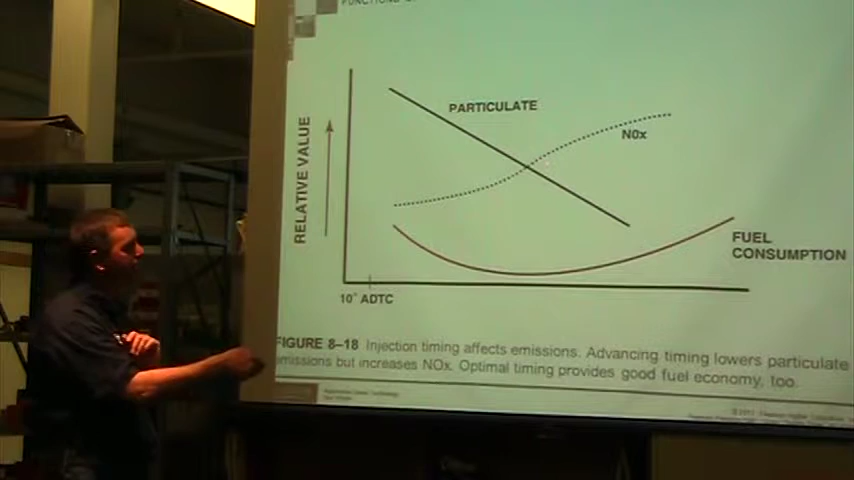 FUNCTIONS
PARTICULATE
N0x
RELATIVE VALUE
FUEL
CONSUMPTION
10° ADTC
FIGURE 8–18 Injection timing affects emissions. Advancing timing lowers particulate
emissions but increases NOx. Optimal timing provides good fuel economy, too.